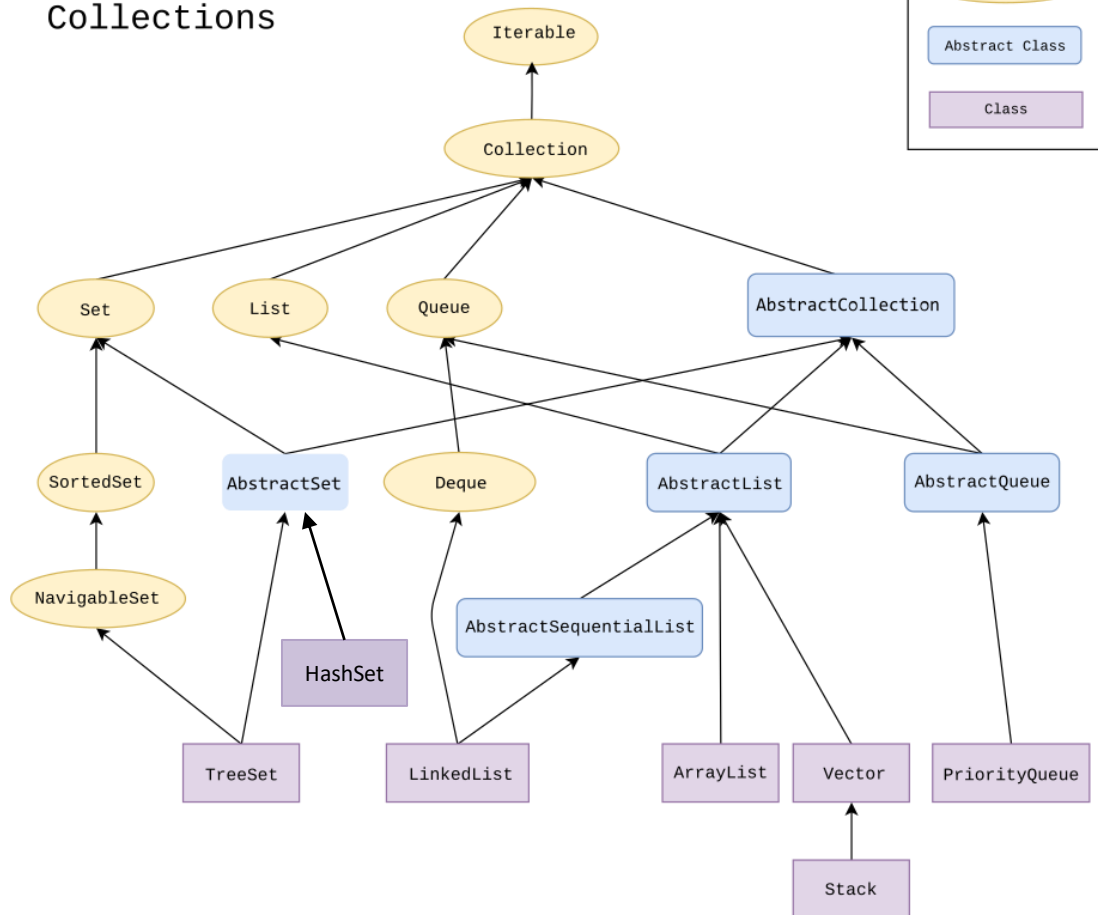 Collections
Iterable
Abstract Class
Class
Collection
Set
List
Queue
AbstractCollection
SortedSet
AbstractSet
Deque
AbstractList
AbstractQueue
NavigableSet
AbstractSequentialList
HashSet
TreeSet
LinkedList
ArrayList
Vector
PriorityQueue
Stack